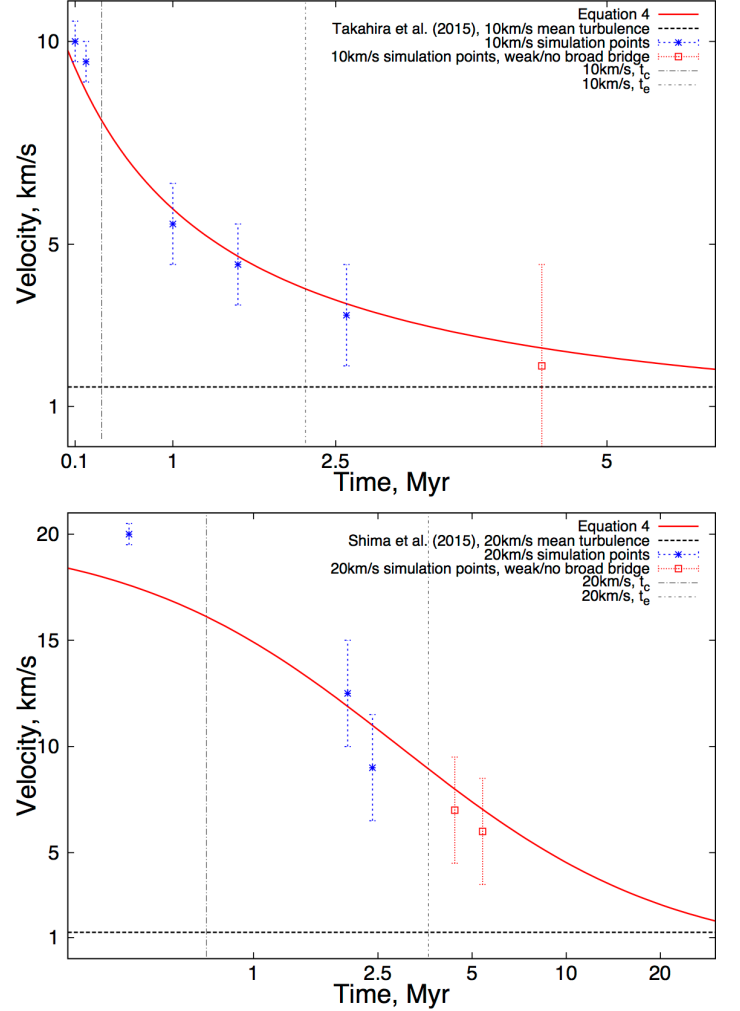 Equation 4
Takahira et al. (2015), 10km/s mean turbulence
10km/s simulation points
10km/s simulation points, weak/no broad bridge
10km/s, t_c
10km/s, t_e
10
5
1
Velocity, km/s
0.1 1 2.5 5
Time, Myr
Equation 4
Shima et al. (2015), 20km/s mean turbulence
20km/s simulation points
20km/s simulation points, weak/no broad bridge
20km/s, t_c
20km/s, t_e
20
15
10
5
1
Velocity, km/s
1 2.5 5 10 20
Time, Myr